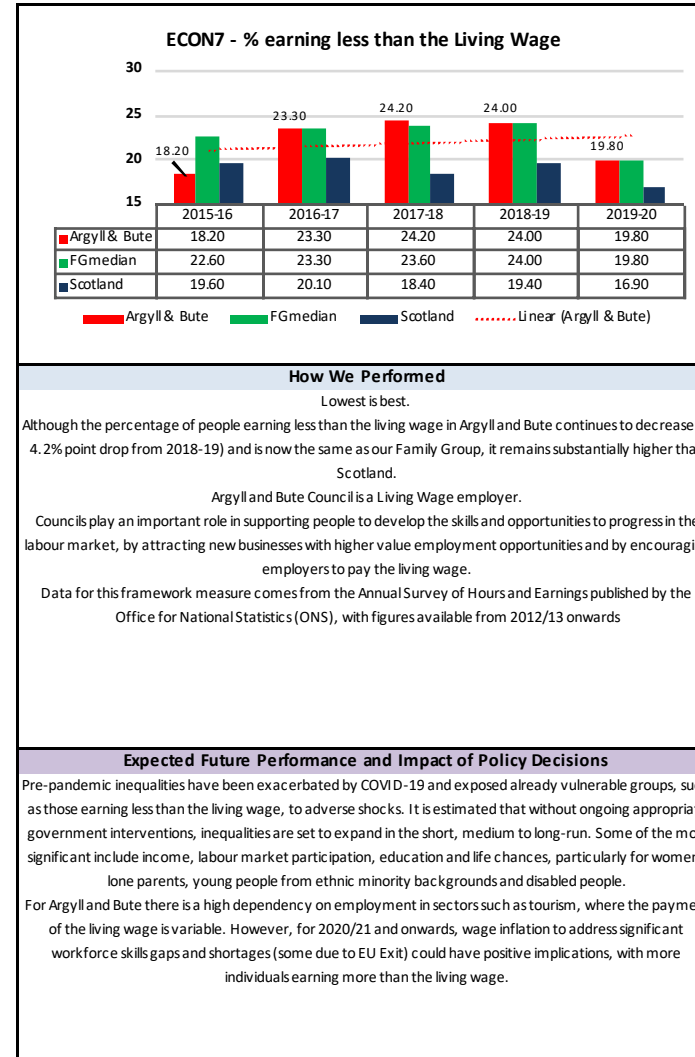 ECON7 - % earning less than the Living Wage
30
25
20
15
18.20
23.30
24.20
24.00
19.80
2015-16 2016-17 2017-18 2018-19 2019-20
Argyll & Bute 18.20 23.30 24.20 24.00 19.80
FGmedian 22.60 23.30 23.60 24.00 19.80
Scotland 19.60 20.10 18.40 19.40 16.90
Argyll & Bute FGmedian Scotland Linear (Argyll & Bute)
How We Performed
Lowest is best.
Although the percentage of people earning less than the living wage in Argyll and Bute continues to decrease
4.2% point drop from 2018-19) and is now the same as our Family Group, it remains substantially higher tha
Scotland.
Argyll and Bute Council is a Living Wage employer.
Councils play an important role in supporting people to develop the skills and opportunities to progress in the
labour market, by attracting new businesses with higher value employment opportunities and by encouragi
employers to pay the living wage.
Data for this framework measure comes from the Annual Survey of Hours and Earnings published by the
Office for National Statistics (ONS), with figures available from 2012/13 onwards
Expected Future Performance and Impact of Policy Decisions
Pre-pandemic inequalities have been exacerbated by COVID-19 and exposed already vulnerable groups, su
as those earning less than the living wage, to adverse shocks. It is estimated that without ongoing appropria
government interventions, inequalities are set to expand in the short, medium to long-run. Some of the mo
significant include income, labour market participation, education and life chances, particularly for women
lone parents, young people from ethnic minority backgrounds and disabled people.
For Argyll and Bute there is a high dependency on employment in sectors such as tourism, where the payme
of the living wage is variable. However, for 2020/21 and onwards, wage inflation to address significant
workforce skills gaps and shortages (some due to EU Exit) could have positive implications, with more
individuals earning more than the living wage.